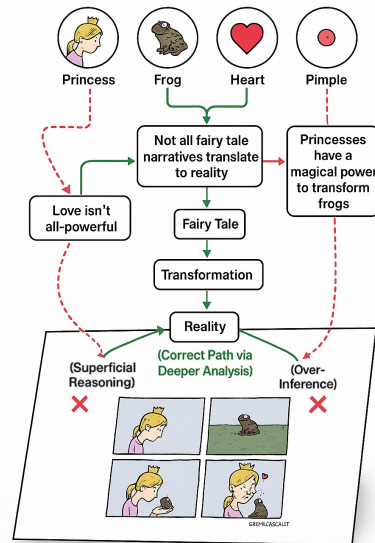 Princess
Frog
Heart
Pimple
Not all fairy tale
narratives translate
to reality
Princesses
have a
magical power
to transform
frogs
Love isn't
all-powerful
Fairy Tale
Transformation
Reality
(Correct Path via
Deeper Analysis)
(Superficial
Reasoning)
(Over-
Inference)